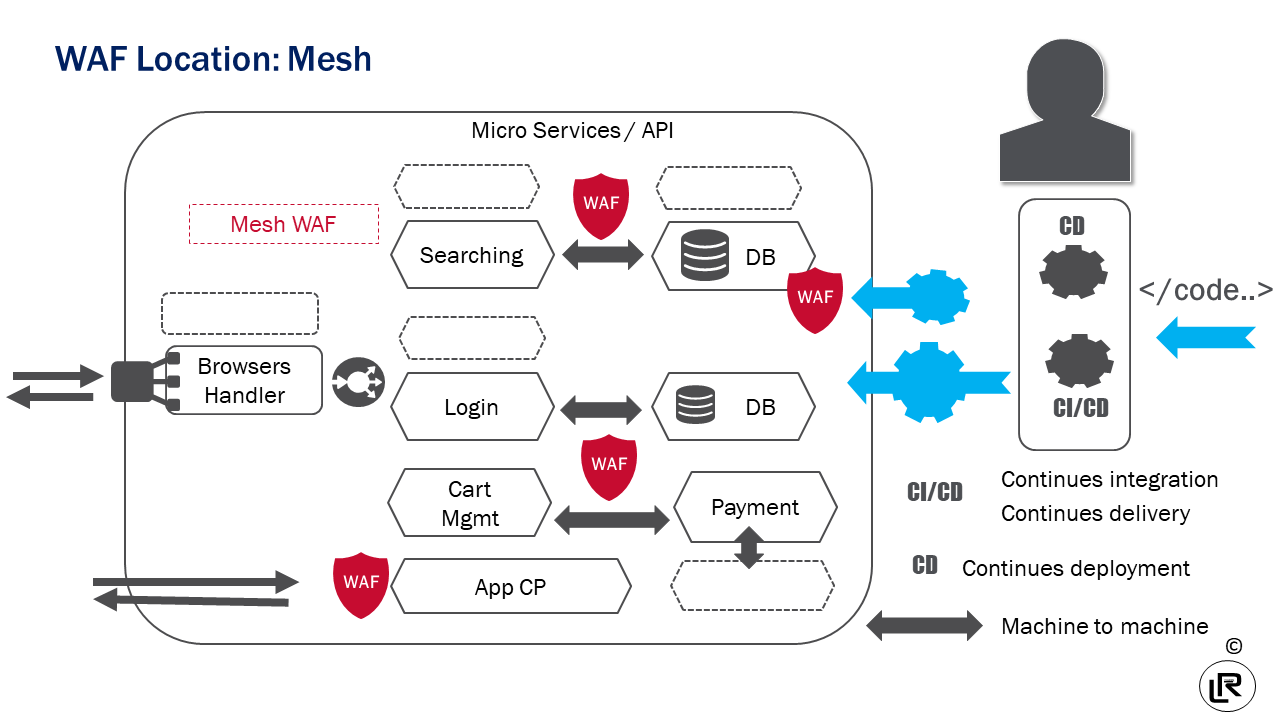 WAF Location: Mesh
Micro Services / API
WAF
Mesh WAF
Searching
DB
WAF
CD
</code..>
Browsers
Handler
Login
DB
CI/CD
WAF
Cart
Mgmt
Payment
WAF
App CP
CI/CD
Continues integration
Continues delivery
CD
Continues deployment
Machine to machine
©
LR